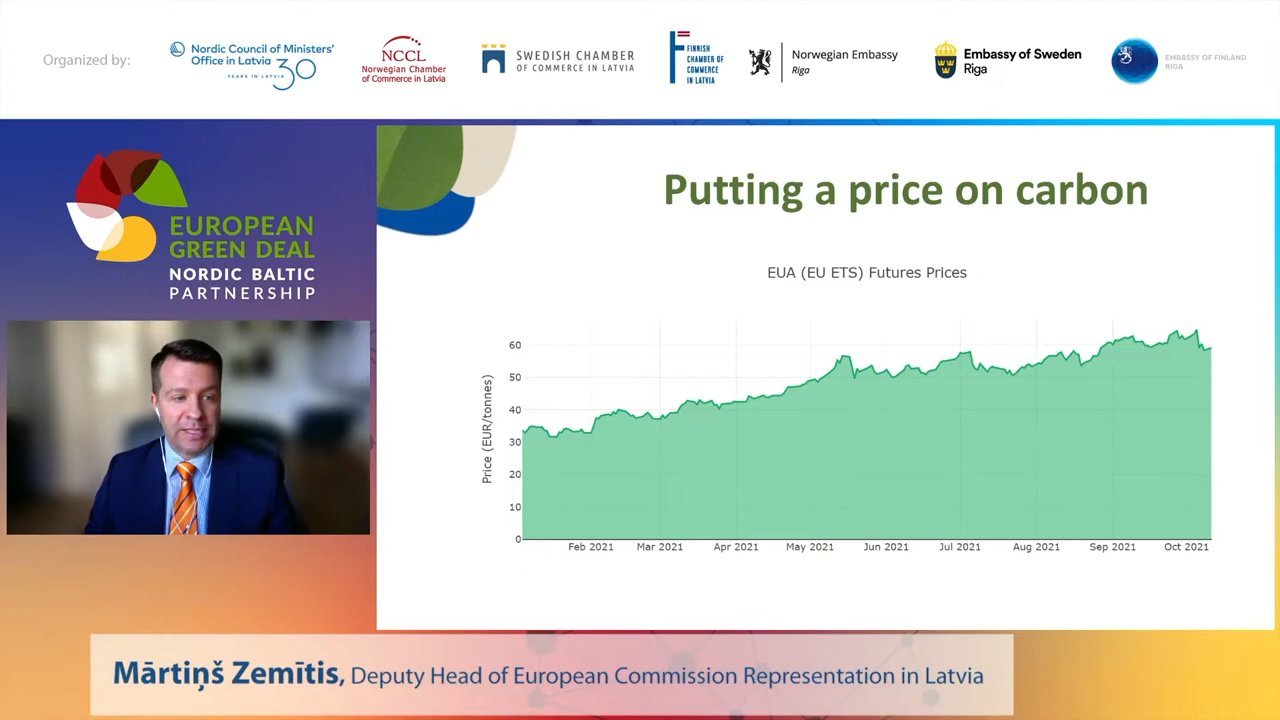 Organized by:
Nordic Council of Ministers'
Office in Latvia
YEARS IN LATVIA 30
NCCL
Norwegian Chamber
of Commerce in Latvia
SWEDISH CHAMBER
OF COMMERCE IN LATVIA
FINNISH
CHAMBER OF
COMMERCE
IN LATVIA
Norwegian Embassy
Riga
Embassy of Sweden
Riga
EMBASSY OF FINLAND
RIGA
EUROPEAN
GREEN DEAL
NORDIC BALTIC
PARTNERSHIP
Putting a price on carbon
EUA (EU ETS) Futures Prices
Price (EUR/tonnes)
60
50
40
30
20
10
0
Feb 2021 Mar 2021 Apr 2021 May 2021 Jun 2021 Jul 2021 Aug 2021 Sep 2021 Oct 2021
Mārtiņš Zemītis, Deputy Head of European Commission Representation in Latvia